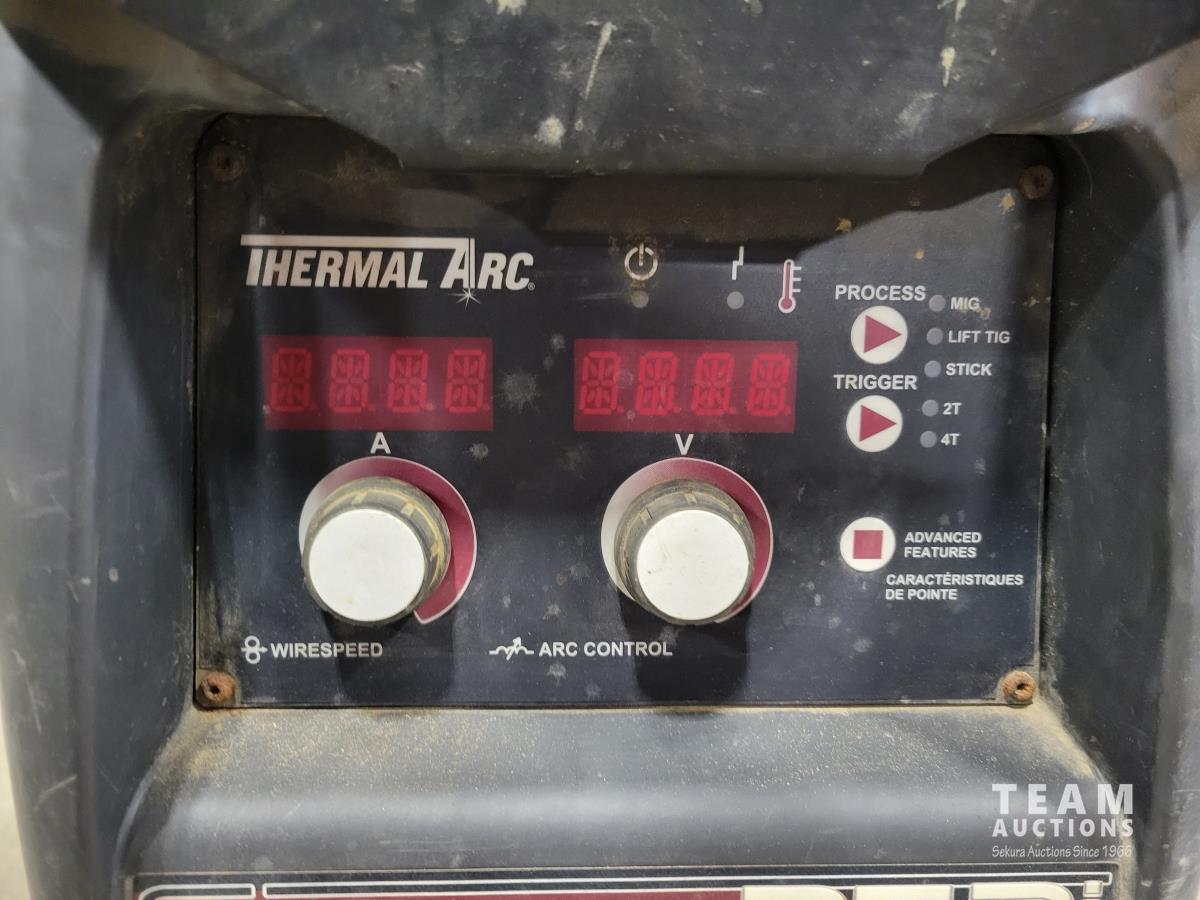 THERMAL ARC®
PROCESS
MIG
LIFT TIG
STICK
TRIGGER
2T
4T
A
V
ADVANCED
FEATURES
CARACTÉRISTIQUES
DE POINTE
WIRESPEED
ARC CONTROL
TEAM
AUCTIONS
Sekura Auctions Since 1966